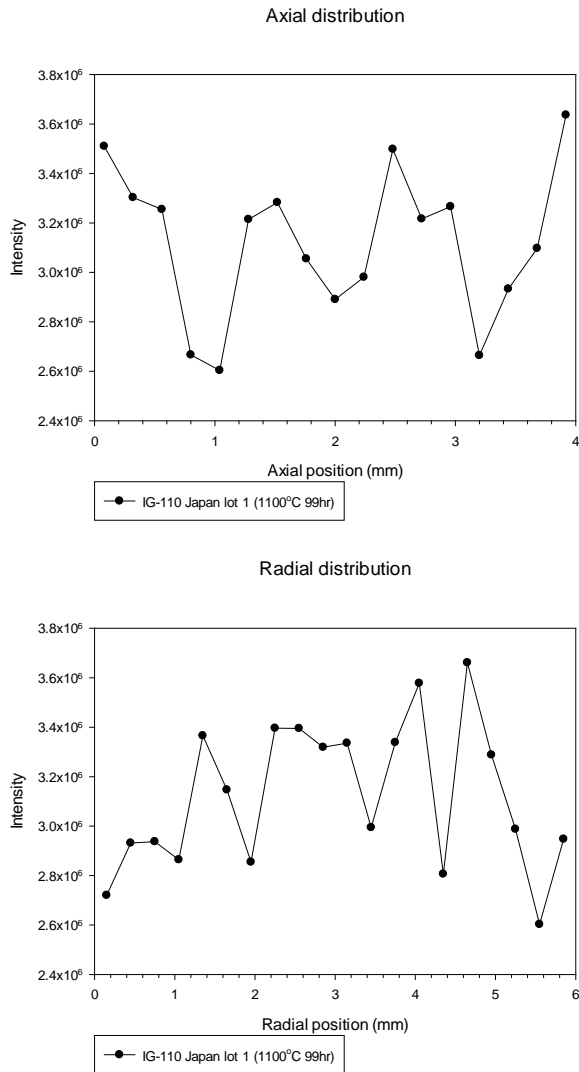 Axial distribution
3.8x10⁶
3.6x10⁶
3.4x10⁶
3.2x10⁶
3.0x10⁶
2.8x10⁶
2.6x10⁶
2.4x10⁶
Intensity
0 1 2 3 4
Axial position (mm)
IG-110 Japan lot 1 (1100°C 99hr)
Radial distribution
3.8x10⁶
3.6x10⁶
3.4x10⁶
3.2x10⁶
3.0x10⁶
2.8x10⁶
2.6x10⁶
2.4x10⁶
Intensity
0 1 2 3 4 5 6
Radial position (mm)
IG-110 Japan lot 1 (1100°C 99hr)